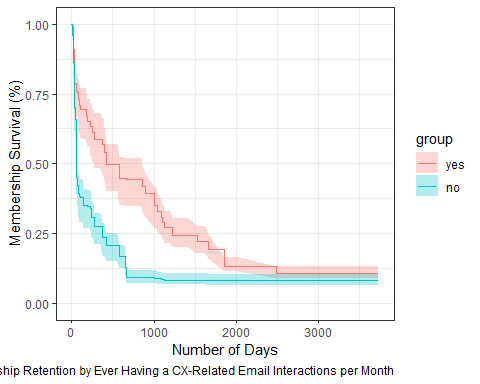 1.00
0.75
0.50
0.25
0.00
Membership Survival (%)
0
1000
2000
3000
Number of Days
group
yes
no
ship Retention by Ever Having a CX-Related Email Interactions per Month